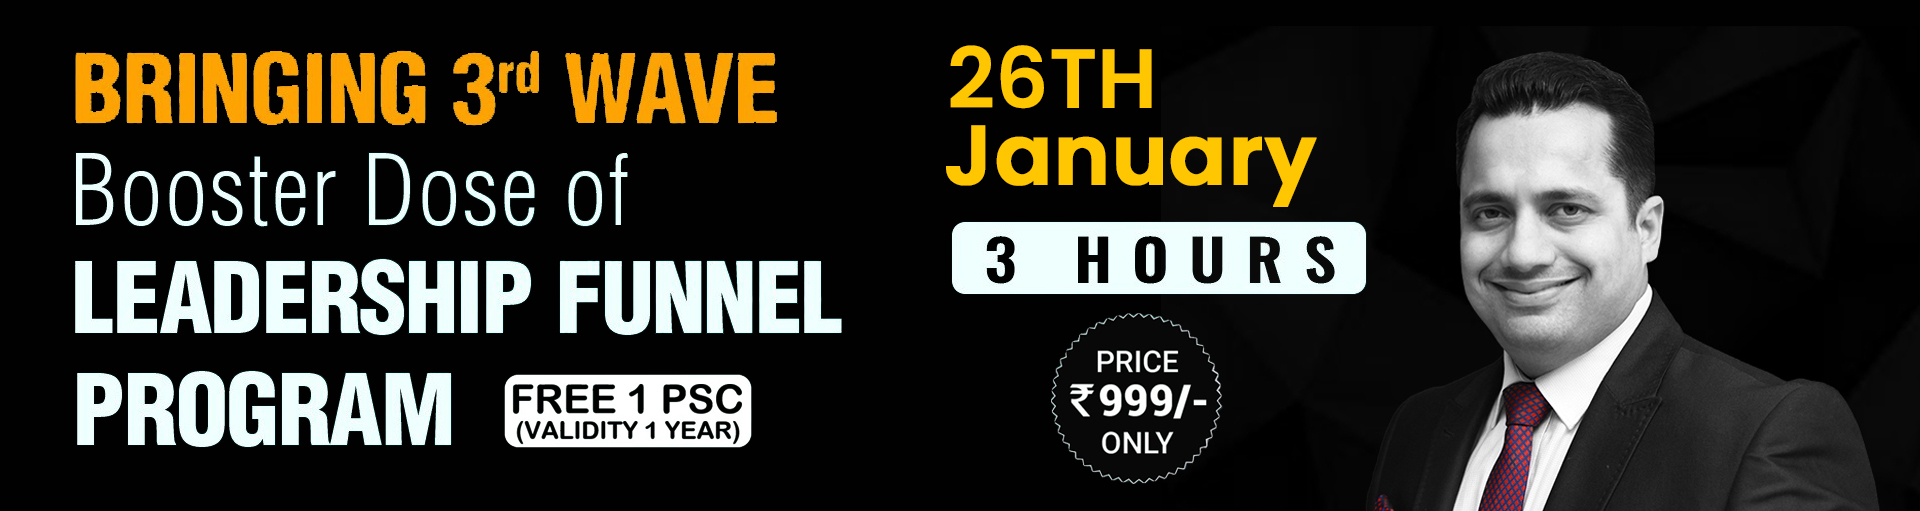 BRINGING 3rd WAVE
Booster Dose of
LEADERSHIP FUNNEL
PROGRAM
FREE 1 PSC
(VALIDITY 1 YEAR)
26TH
January
3 HOURS
PRICE
₹999/-
ONLY